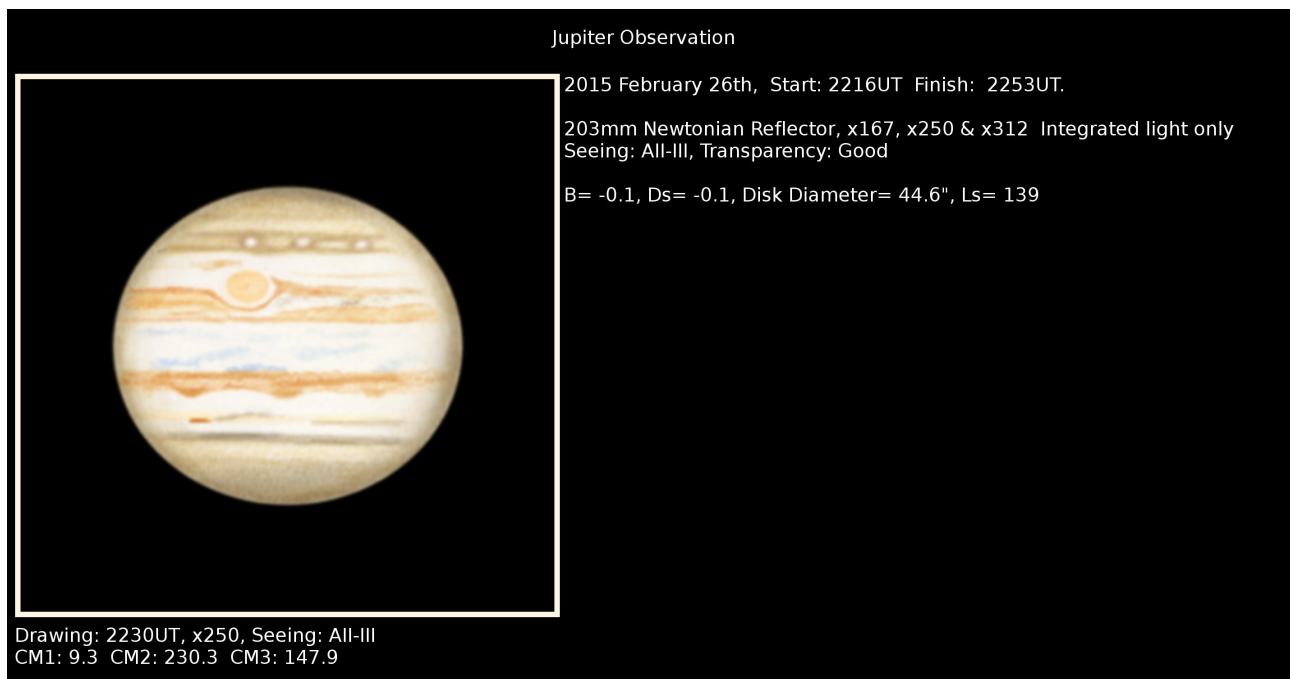 Jupiter Observation
2015 February 26th,  Start: 2216UT  Finish:  2253UT.
203mm Newtonian Reflector, x167, x250 & x312  Integrated light only
Seeing: AII-III, Transparency: Good
B= -0.1, Ds= -0.1, Disk Diameter= 44.6", Ls= 139
Drawing: 2230UT, x250, Seeing: AII-III
CM1: 9.3  CM2: 230.3  CM3: 147.9